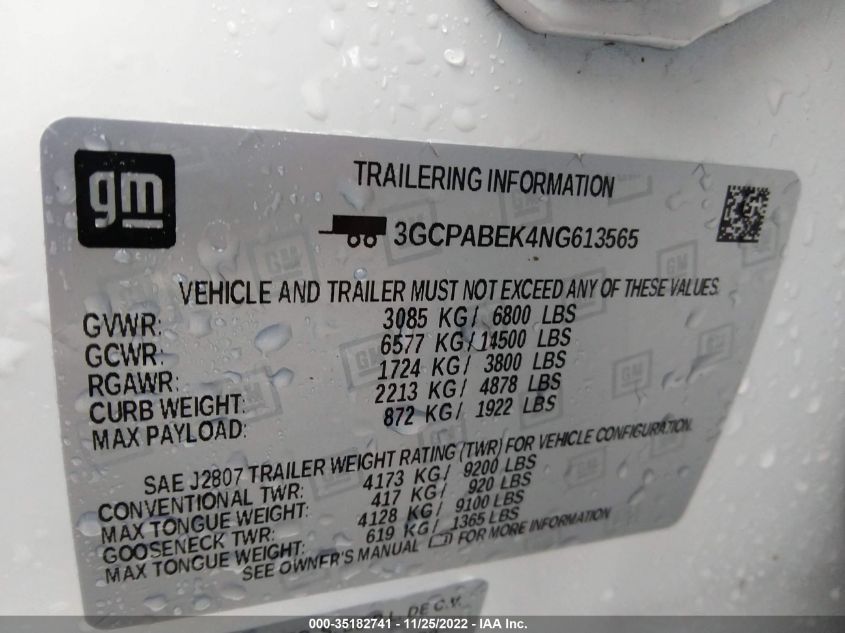 gm
TRAILERING INFORMATION
3GCPABEK4NG613565
VEHICLE AND TRAILER MUST NOT EXCEED ANY OF THESE VALUES.
GVWR: 3085 KG/ 6800 LBS
GCWR: 6577 KG/ 14500 LBS
RGAWR: 1724 KG/ 3800 LBS
CURB WEIGHT: 2213 KG/ 4878 LBS
MAX PAYLOAD: 872 KG/ 1922 LBS
SAE J2807 TRAILER WEIGHT RATING (TWR) FOR VEHICLE CONFIGURATION.
CONVENTIONAL TWR: 4173 KG/ 9200 LBS
MAX TONGUE WEIGHT: 417 KG/ 920 LBS
GOOSENECK TWR: 4128 KG/ 9100 LBS
MAX TONGUE WEIGHT: 619 KG/ 1365 LBS
SEE OWNER'S MANUAL FOR MORE INFORMATION
DE C.V.
000-35182741 - 11/25/2022 - IAA Inc.